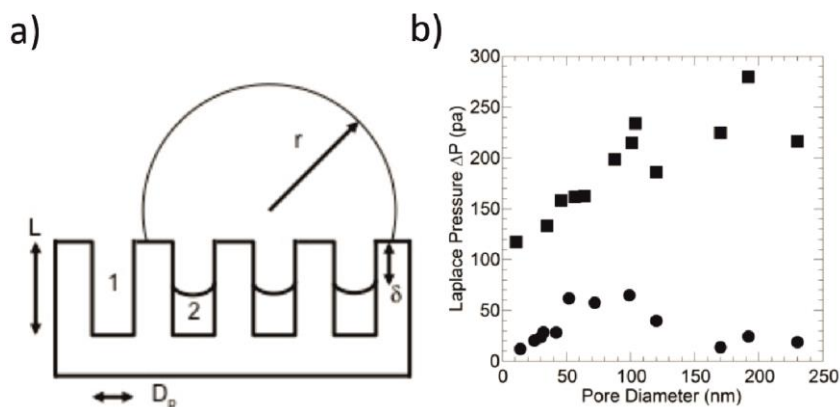 a)
r
L
1
2
δ
Dp
b)
300
250
200
150
100
50
0
Laplace Pressure ΔP (pa)
0 50 100 150 200 250
Pore Diameter (nm)